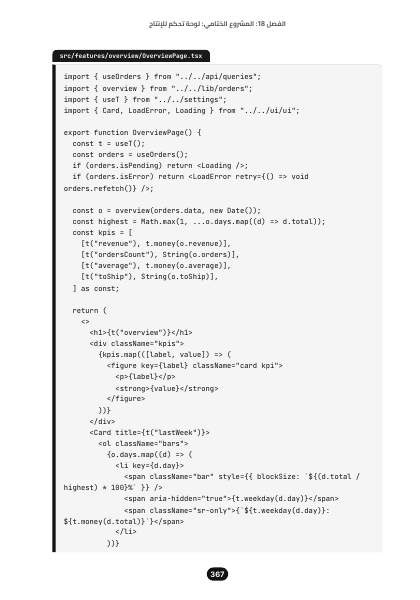 الفصل 18: المشروع الختامي: لوحة تحكم للإنتاج
src/features/overview/OverviewPage.tsx
import { useOrders } from "../../api/queries";
import { overview } from "../../lib/orders";
import { useT } from "../../settings";
import { Card, LoadError, Loading } from "../../ui/ui";

export function OverviewPage() {
  const t = useT();
  const orders = useOrders();
  if (orders.isPending) return <Loading />;
  if (orders.isError) return <LoadError retry={() => void
orders.refetch()} />;

  const o = overview(orders.data, new Date());
  const highest = Math.max(1, ...o.days.map((d) => d.total));
  const kpis = [
    [t("revenue"), t.money(o.revenue)],
    [t("ordersCount"), String(o.orders)],
    [t("average"), t.money(o.average)],
    [t("toShip"), String(o.toShip)],
  ] as const;

  return (
    <>
      <h1>{t("overview")}</h1>
      <div className="kpis">
        {kpis.map(([label, value]) => (
          <figure key={label} className="card kpi">
            <p>{label}</p>
            <strong>{value}</strong>
          </figure>
        ))}
      </div>
      <Card title={t("lastWeek")}>
        <ol className="bars">
          {o.days.map((d) => (
            <li key={d.day}>
              <span className="bar" style={{ blockSize: `${(d.total /
highest) * 100}%` }} />
              <span aria-hidden="true">{t.weekday(d.day)}</span>
              <span className="sr-only">{`${t.weekday(d.day)}:
${t.money(d.total)}`}</span>
            </li>
          ))}
367